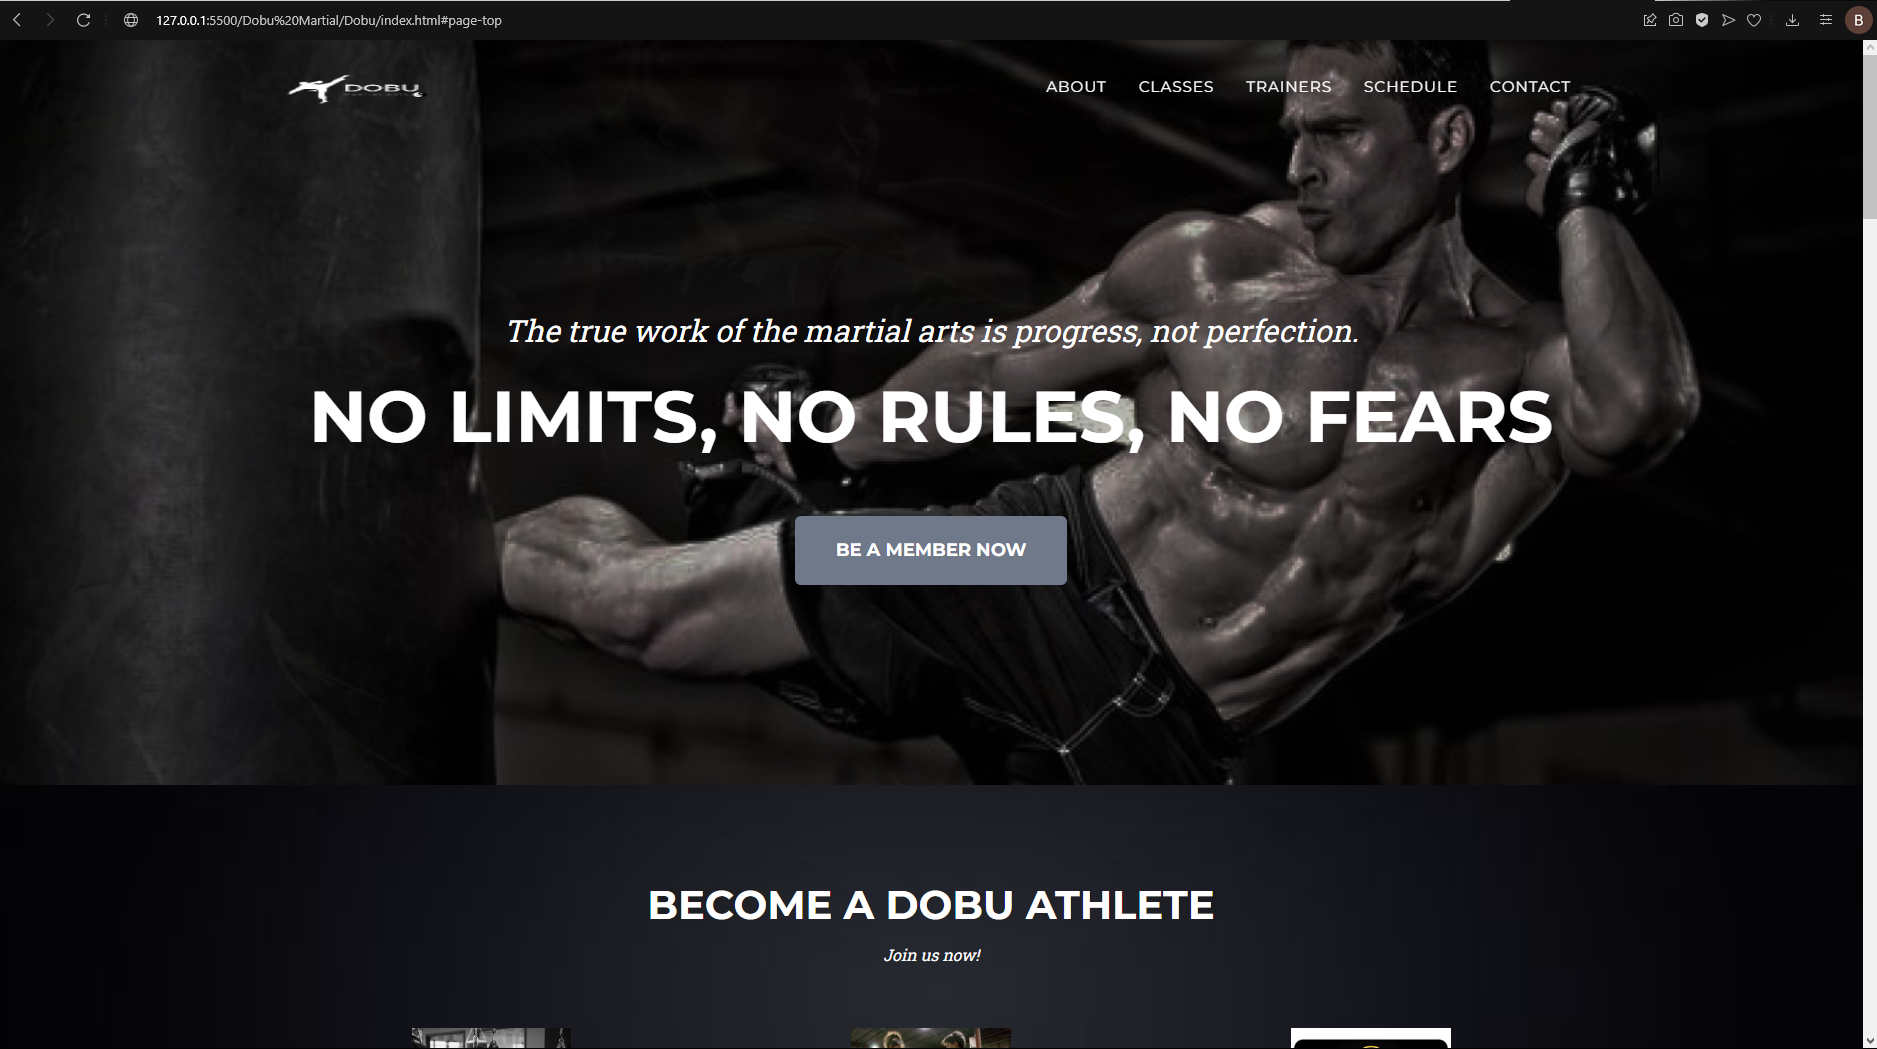 127.0.0.1:5500/Dobu%20Martial/Dobu/index.html#page-top
B
DOBU
ABOUT CLASSES TRAINERS SCHEDULE CONTACT
The true work of the martial arts is progress, not perfection.
NO LIMITS, NO RULES, NO FEARS
BE A MEMBER NOW
BECOME A DOBU ATHLETE
Join us now!